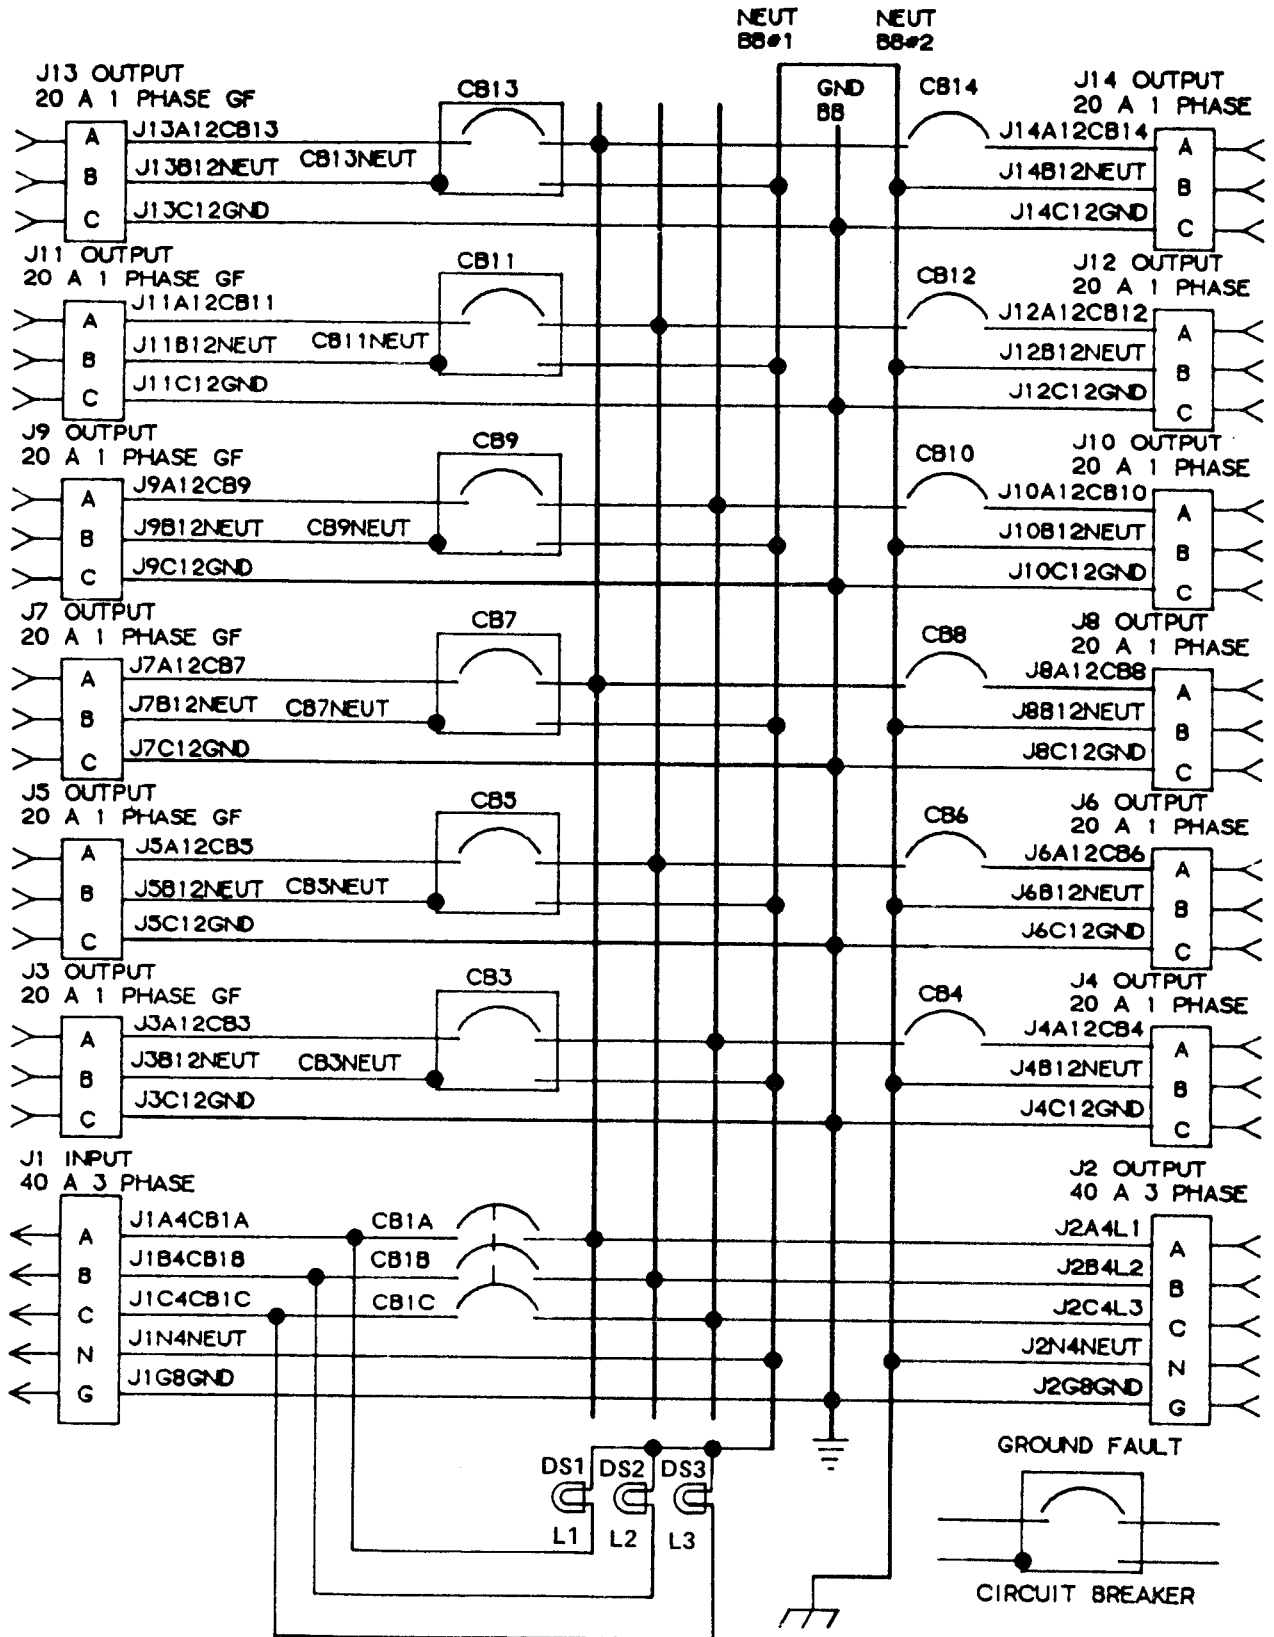 NEUT
BB#1
NEUT
BB#2
GND
BB
J13 OUTPUT
20 A 1 PHASE GF
A
B
C
J13A12CB13
J13B12NEUT
J13C12GND
CB13NEUT
CB13
CB14
J14 OUTPUT
20 A 1 PHASE
J14A12CB14
J14B12NEUT
J14C12GND
A
B
C
J11 OUTPUT
20 A 1 PHASE GF
A
B
C
J11A12CB11
J11B12NEUT
J11C12GND
CB11NEUT
CB11
CB12
J12 OUTPUT
20 A 1 PHASE
J12A12CB12
J12B12NEUT
J12C12GND
A
B
C
J9 OUTPUT
20 A 1 PHASE GF
A
B
C
J9A12CB9
J9B12NEUT
J9C12GND
CB9NEUT
CB9
CB10
J10 OUTPUT
20 A 1 PHASE
J10A12CB10
J10B12NEUT
J10C12GND
A
B
C
J7 OUTPUT
20 A 1 PHASE GF
A
B
C
J7A12CB7
J7B12NEUT
J7C12GND
CB7NEUT
CB7
CB8
J8 OUTPUT
20 A 1 PHASE
J8A12CB8
J8B12NEUT
J8C12GND
A
B
C
J5 OUTPUT
20 A 1 PHASE GF
A
B
C
J5A12CB5
J5B12NEUT
J5C12GND
CB5NEUT
CB5
CB6
J6 OUTPUT
20 A 1 PHASE
J6A12CB6
J6B12NEUT
J6C12GND
A
B
C
J3 OUTPUT
20 A 1 PHASE GF
A
B
C
J3A12CB3
J3B12NEUT
J3C12GND
CB3NEUT
CB3
CB4
J4 OUTPUT
20 A 1 PHASE
J4A12CB4
J4B12NEUT
J4C12GND
A
B
C
J1 INPUT
40 A 3 PHASE
A
B
C
N
G
J1A4CB1A
J1B4CB1B
J1C4CB1C
J1N4NEUT
J1G8GND
CB1A
CB1B
CB1C
J2 OUTPUT
40 A 3 PHASE
J2A4L1
J2B4L2
J2C4L3
J2N4NEUT
J2G8GND
A
B
C
N
G
DS1 DS2 DS3
L1 L2 L3
GROUND FAULT
CIRCUIT BREAKER